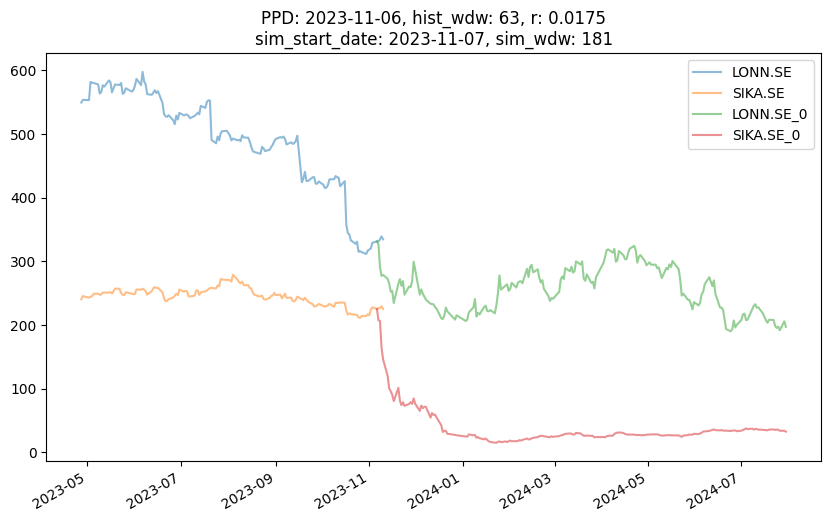 PPD: 2023-11-06, hist_wdw: 63, r: 0.0175
sim_start_date: 2023-11-07, sim_wdw: 181
600
500
400
300
200
100
0
LONN.SE
SIKA.SE
LONN.SE_0
SIKA.SE_0
2023-05
2023-07
2023-09
2023-11
2024-01
2024-03
2024-05
2024-07